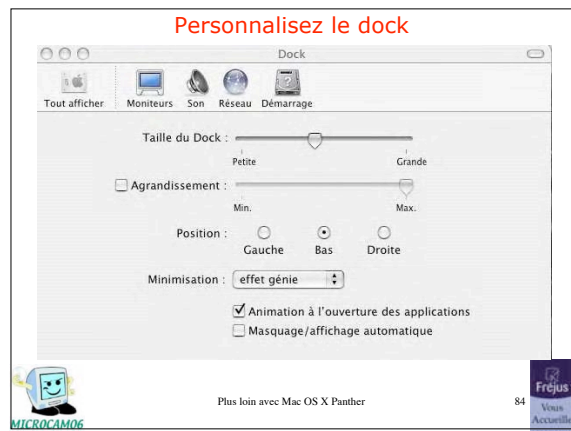 Personnalisez le dock
Dock
Tout afficher
Moniteurs
Son
Réseau
Démarrage
Taille du Dock :
Petite
Grande
Agrandissement :
Min.
Max.
Position :
Gauche
Bas
Droite
Minimisation :
effet génie
Animation à l'ouverture des applications
Masquage/affichage automatique
MICROCAM06
Plus loin avec Mac OS X Panther
84
Fréjus
Vous
Accueille